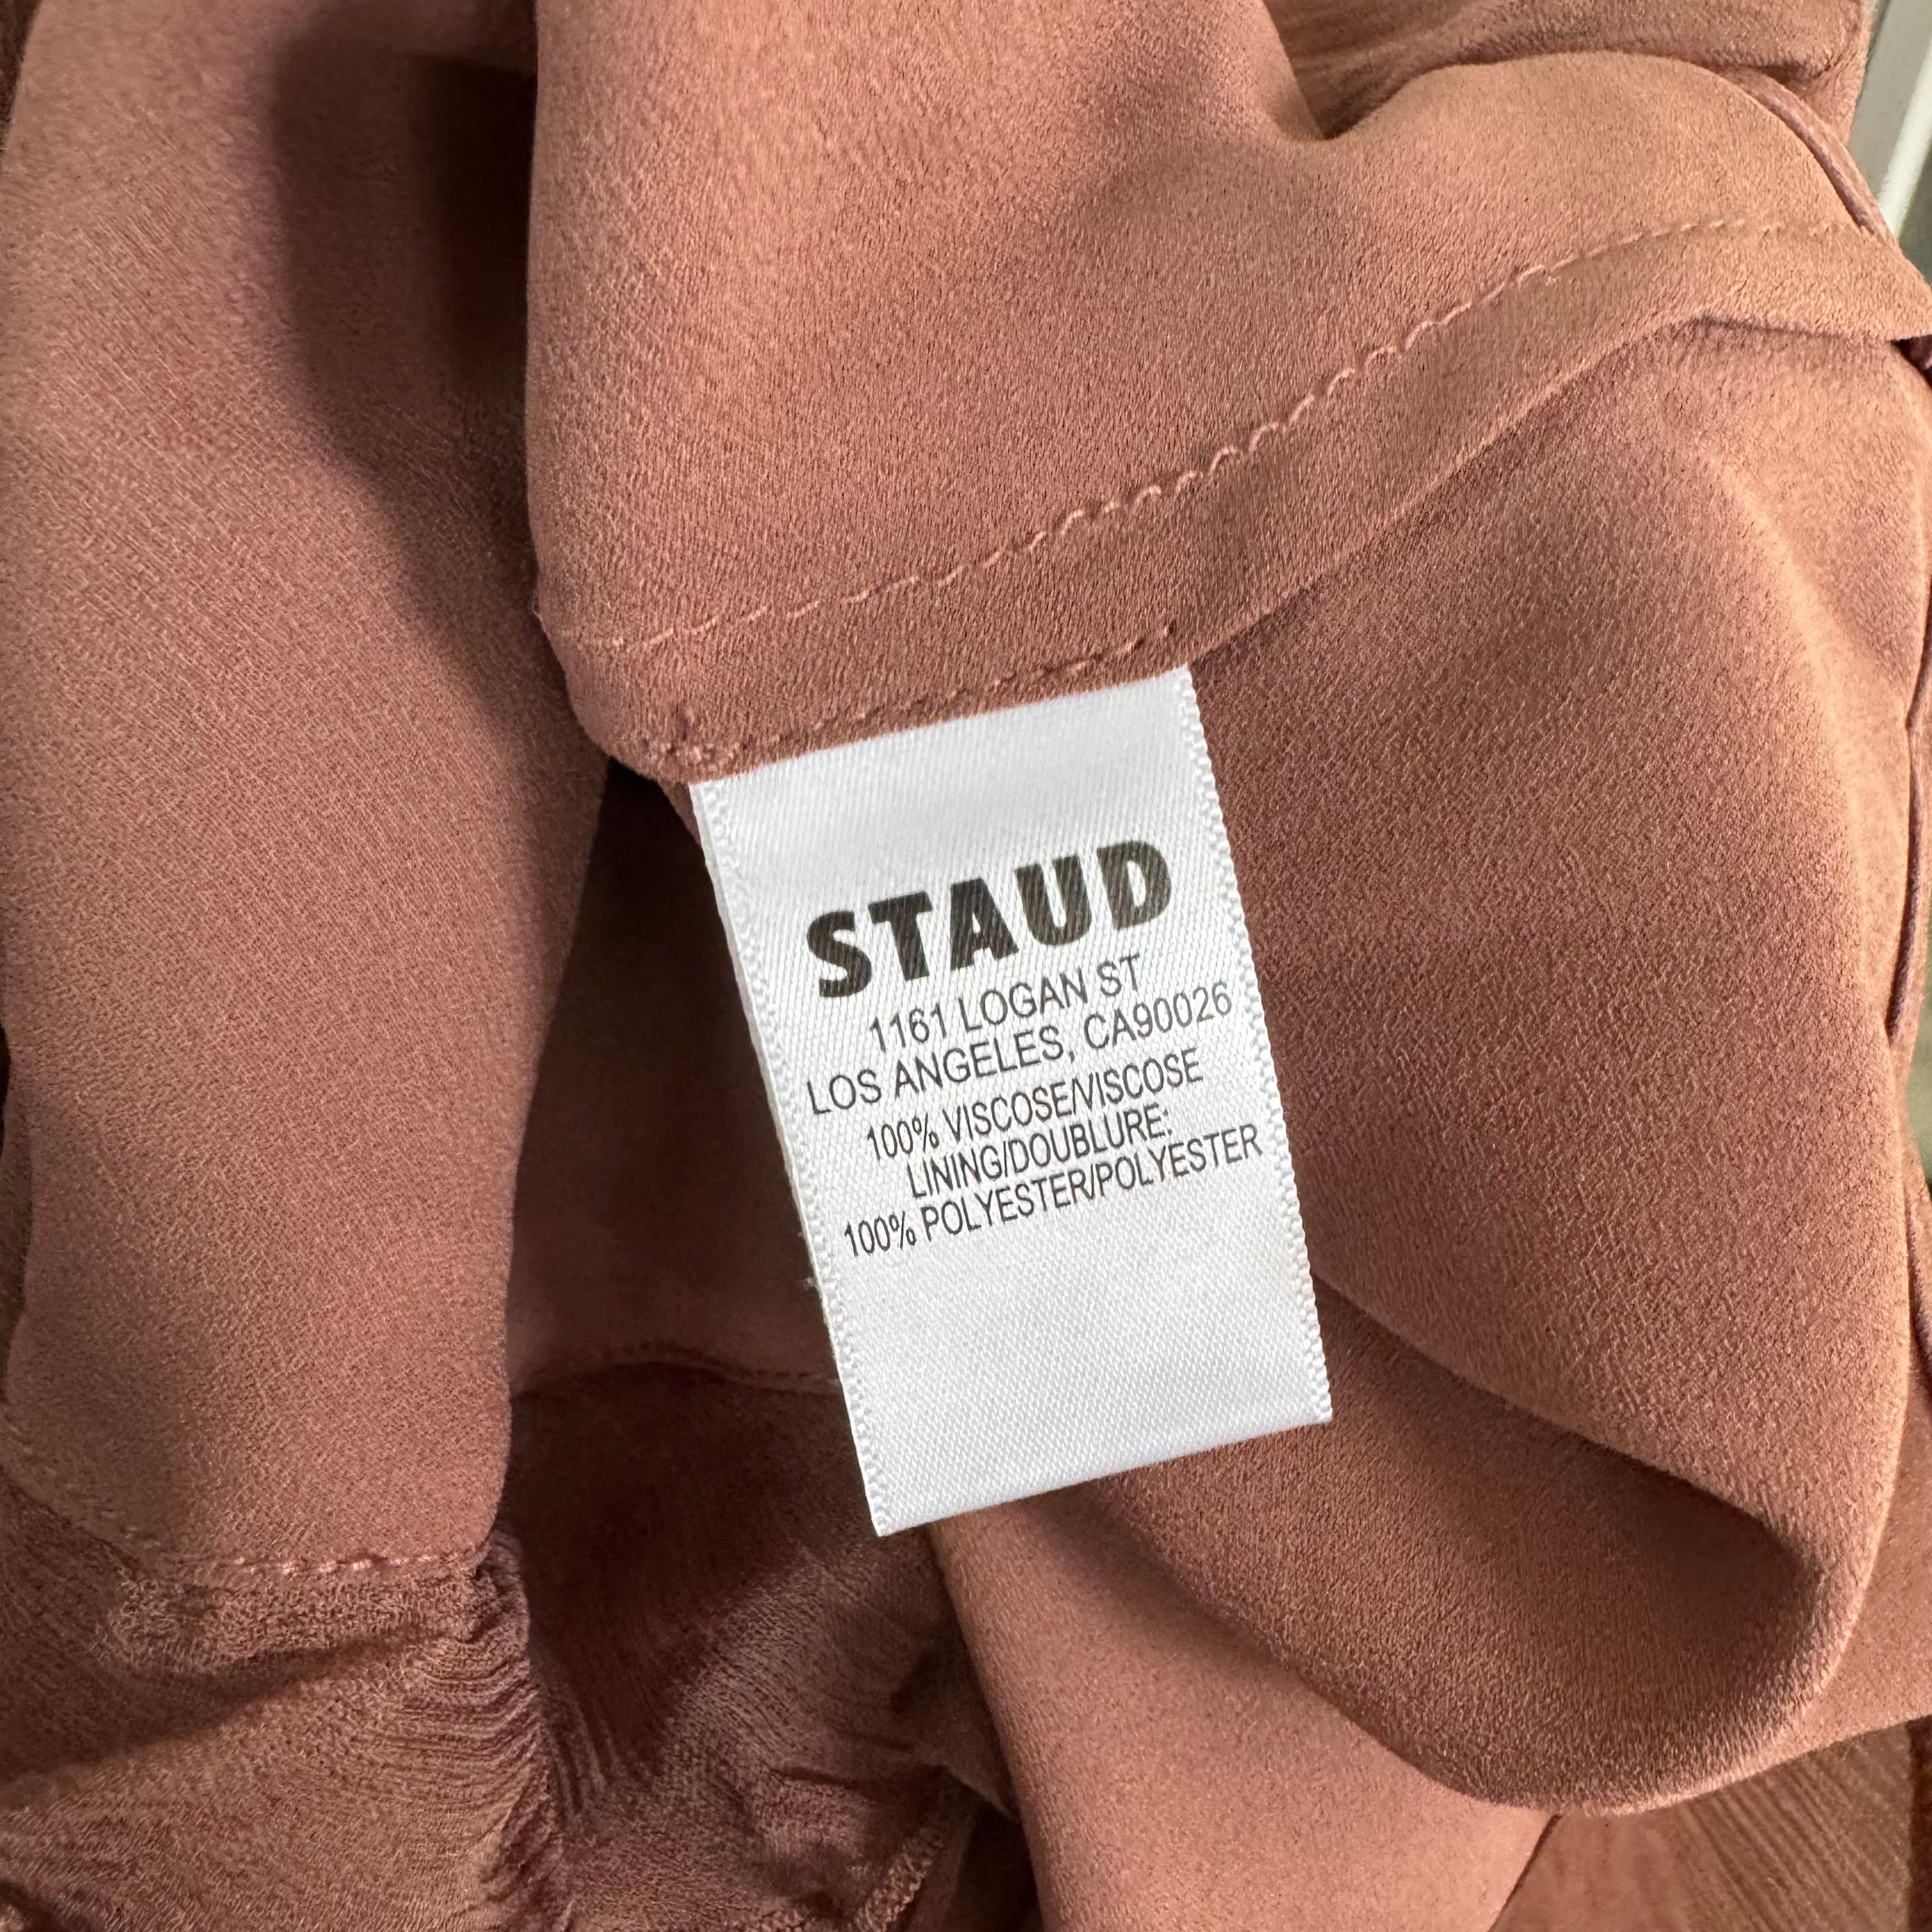 STAUD
1161 LOGAN ST
LOS ANGELES, CA90026
100% VISCOSE/VISCOSE
LINING/DOUBLURE:
100% POLYESTER/POLYESTER